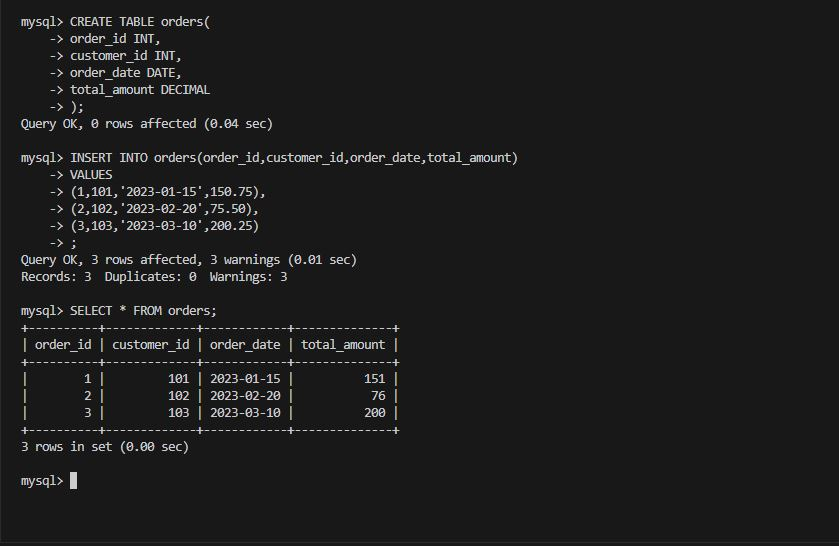 mysql> CREATE TABLE orders(
    -> order_id INT,
    -> customer_id INT,
    -> order_date DATE,
    -> total_amount DECIMAL
    -> );
Query OK, 0 rows affected (0.04 sec)
mysql> INSERT INTO orders(order_id,customer_id,order_date,total_amount)
    -> VALUES
    -> (1,101,'2023-01-15',150.75),
    -> (2,102,'2023-02-20',75.50),
    -> (3,103,'2023-03-10',200.25)
    -> ;
Query OK, 3 rows affected, 3 warnings (0.01 sec)
Records: 3  Duplicates: 0  Warnings: 3
mysql> SELECT * FROM orders;
+----------+-------------+------------+--------------+
| order_id | customer_id | order_date | total_amount |
+----------+-------------+------------+--------------+
|        1 |         101 | 2023-01-15 |          151 |
|        2 |         102 | 2023-02-20 |           76 |
|        3 |         103 | 2023-03-10 |          200 |
+----------+-------------+------------+--------------+
3 rows in set (0.00 sec)
mysql>